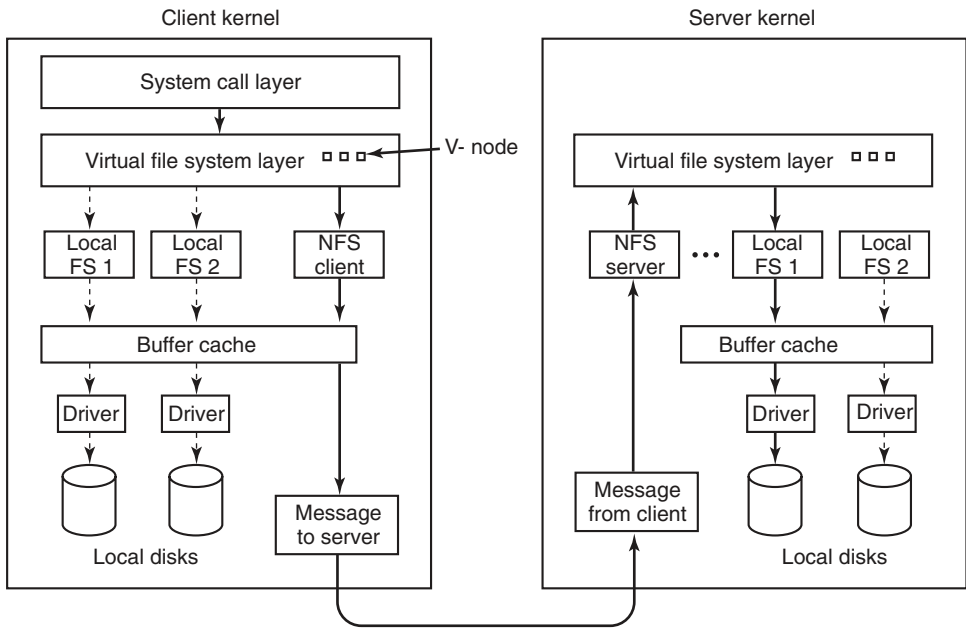 Client kernel
Server kernel
System call layer
Virtual file system layer
V- node
Virtual file system layer
Local
FS 1
Local
FS 2
NFS
client
NFS
server
Local
FS 1
Local
FS 2
Buffer cache
Buffer cache
Driver
Driver
Driver
Driver
Message
to server
Message
from client
Local disks
Local disks